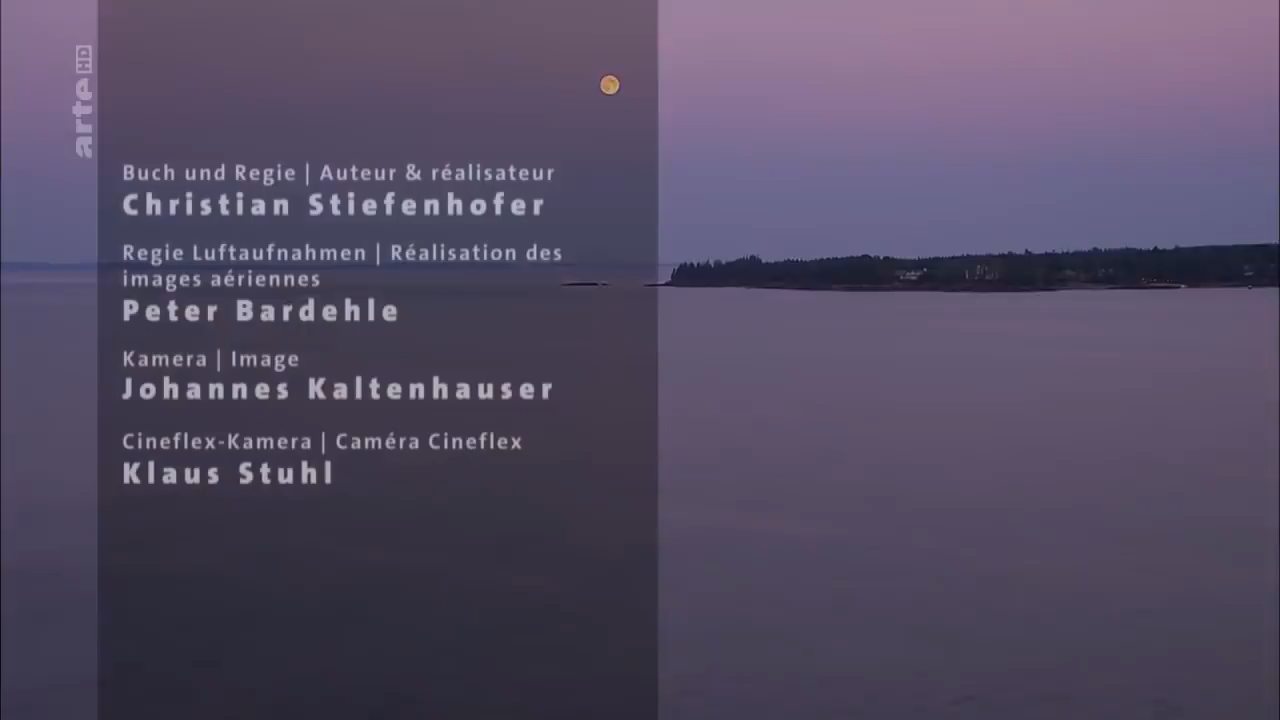 arte HD
Buch und Regie | Auteur & réalisateur
Christian Stiefenhofer
Regie Luftaufnahmen | Réalisation des
images aériennes
Peter Bardehle
Kamera | Image
Johannes Kaltenhauser
Cineflex-Kamera | Caméra Cineflex
Klaus Stuhl